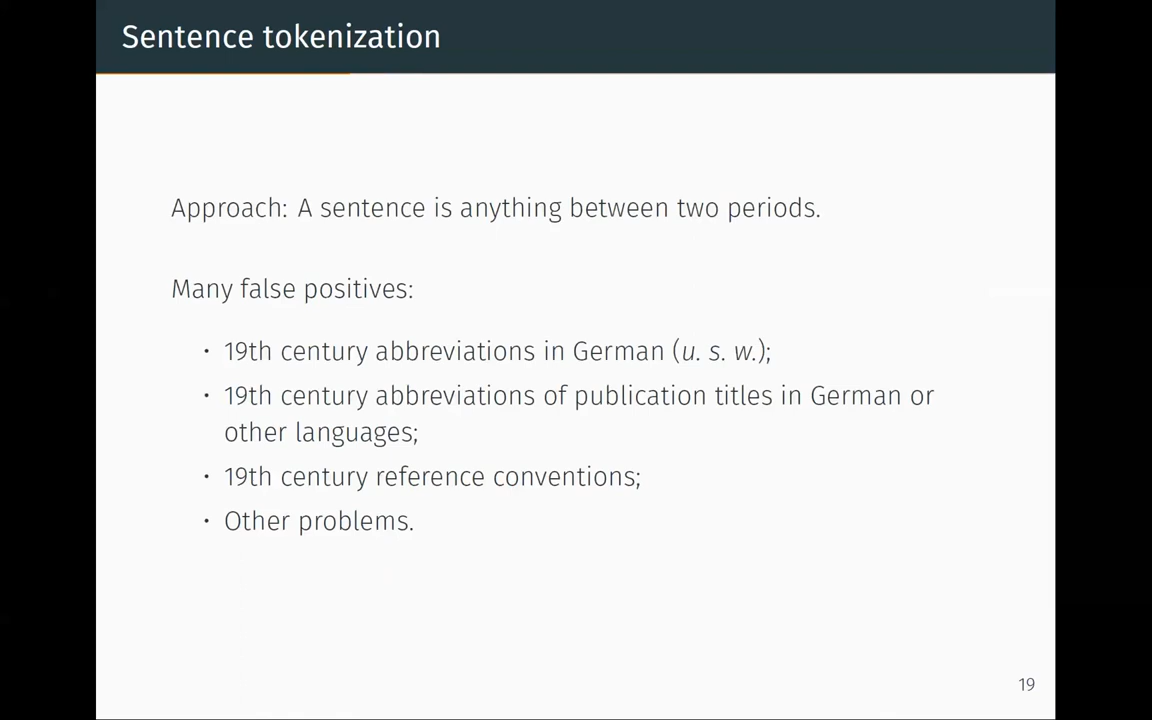 Sentence tokenization
Approach: A sentence is anything between two periods.
Many false positives:
• 19th century abbreviations in German (u. s. w.);
• 19th century abbreviations of publication titles in German or
other languages;
• 19th century reference conventions;
• Other problems.
19